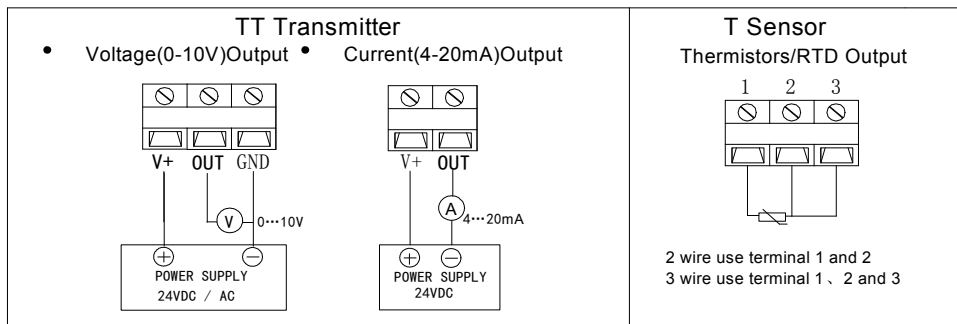 TT Transmitter
• Voltage(0-10V)Output • Current(4-20mA)Output
V+ OUT GND
V 0···10V
+ −
POWER SUPPLY
24VDC / AC
V+ OUT
A 4···20mA
+ −
POWER SUPPLY
24VDC
T Sensor
Thermistors/RTD Output
1 2 3
2 wire use terminal 1 and 2
3 wire use terminal 1、2 and 3